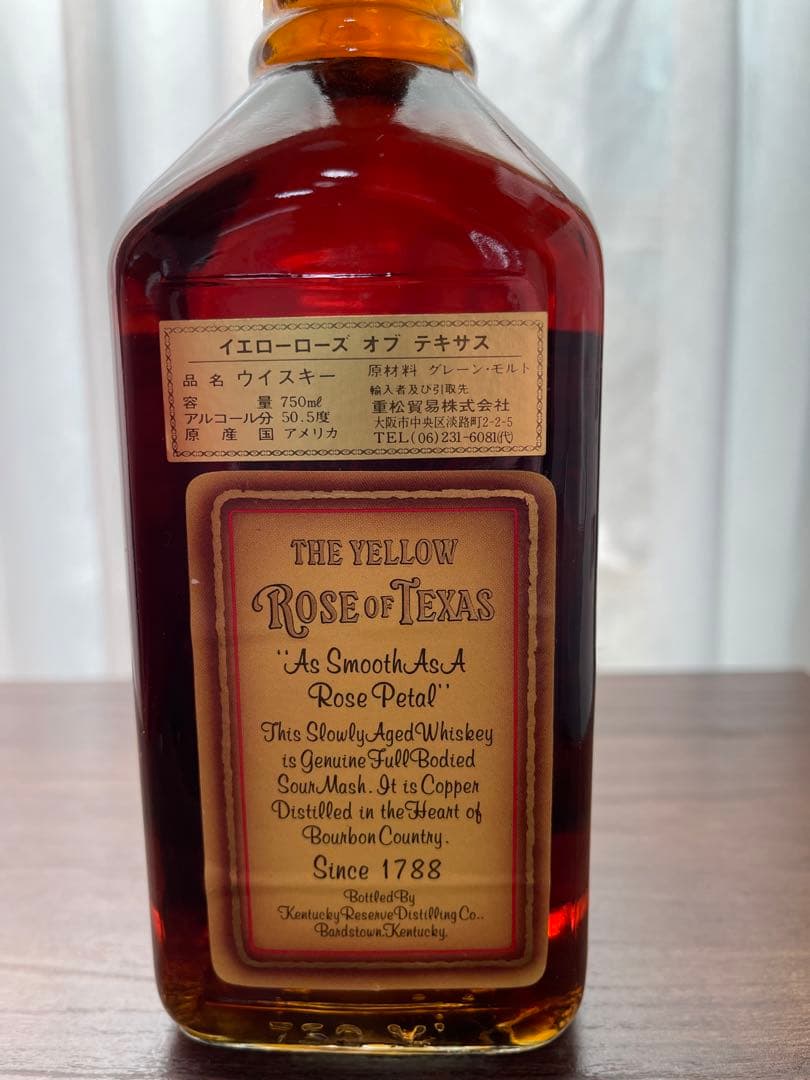 イエローローズ オブ テキサス
品名 ウイスキー
容量 750mℓ
アルコール分 50.5度
原産国 アメリカ
原材料 グレーン・モルト
輸入者及び引取先
重松貿易株式会社
大阪市中央区淡路町2-2-5
TEL(06)231-6081㈹
THE YELLOW
ROSE OF TEXAS
"As Smooth As A
Rose Petal"
This Slowly Aged Whiskey
is Genuine Full Bodied
Sour Mash. It is Copper
Distilled in the Heart of
Bourbon Country.
Since 1788
Bottled By
Kentucky Reserve Distilling Co..
Bardstown, Kentucky.